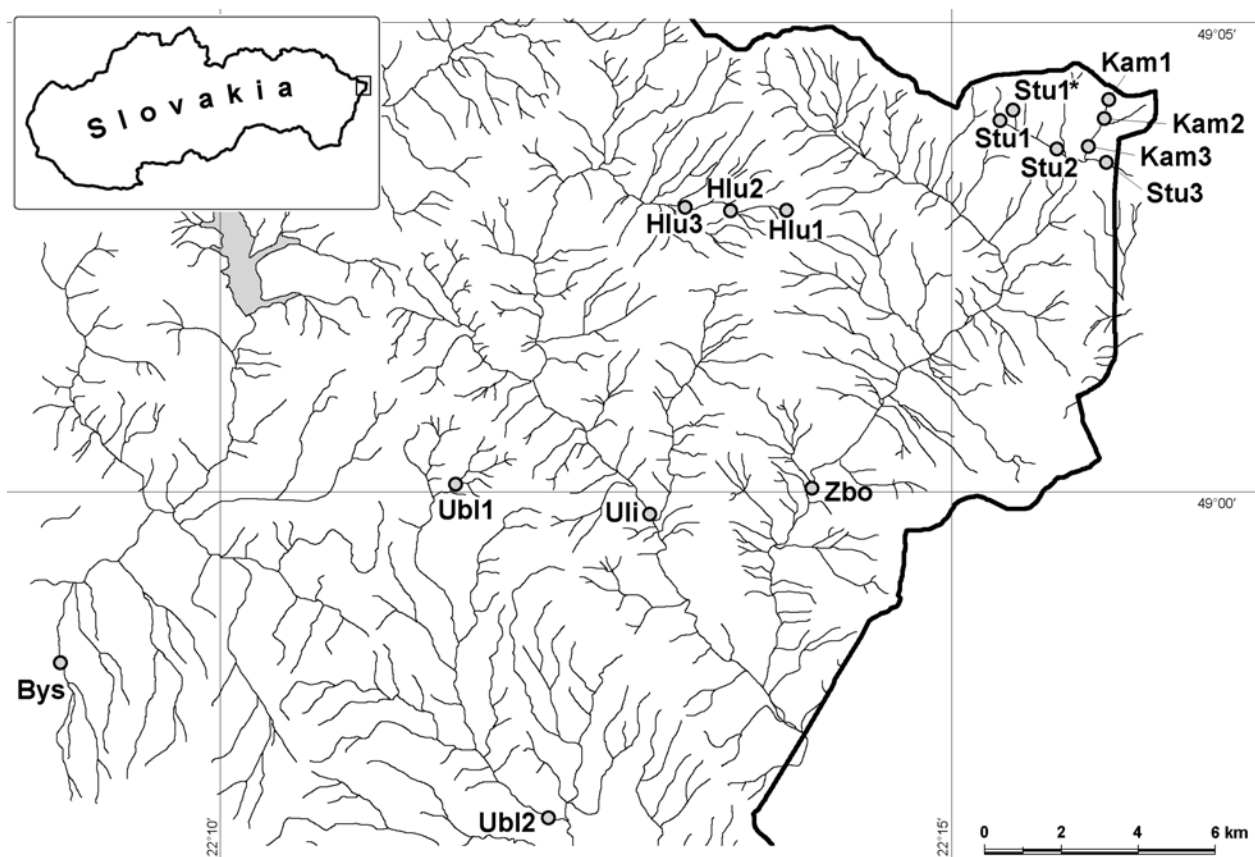 Slovakia
49°05'
Kam1
Stu1*
Kam2
Stu1
Stu2
Kam3
Stu3
Hlu2
Hlu3
Hlu1
Ubl1
Uli
Zbo
49°00'
Bys
Ubl2
22°10'
22°15'
0 2 4 6 km